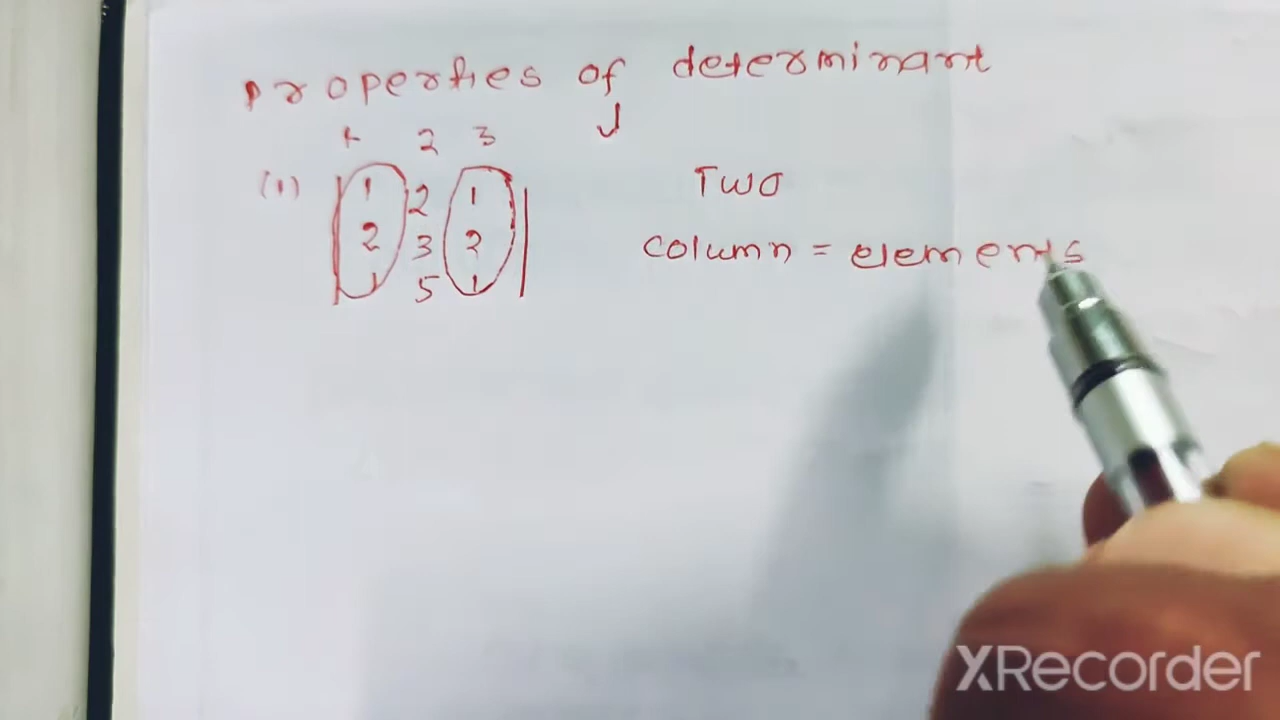 Properties of determinant
1 2 3
(1) | 1 2 1 | Two
2 3 2 column = elements
1 5 1
XRecorder